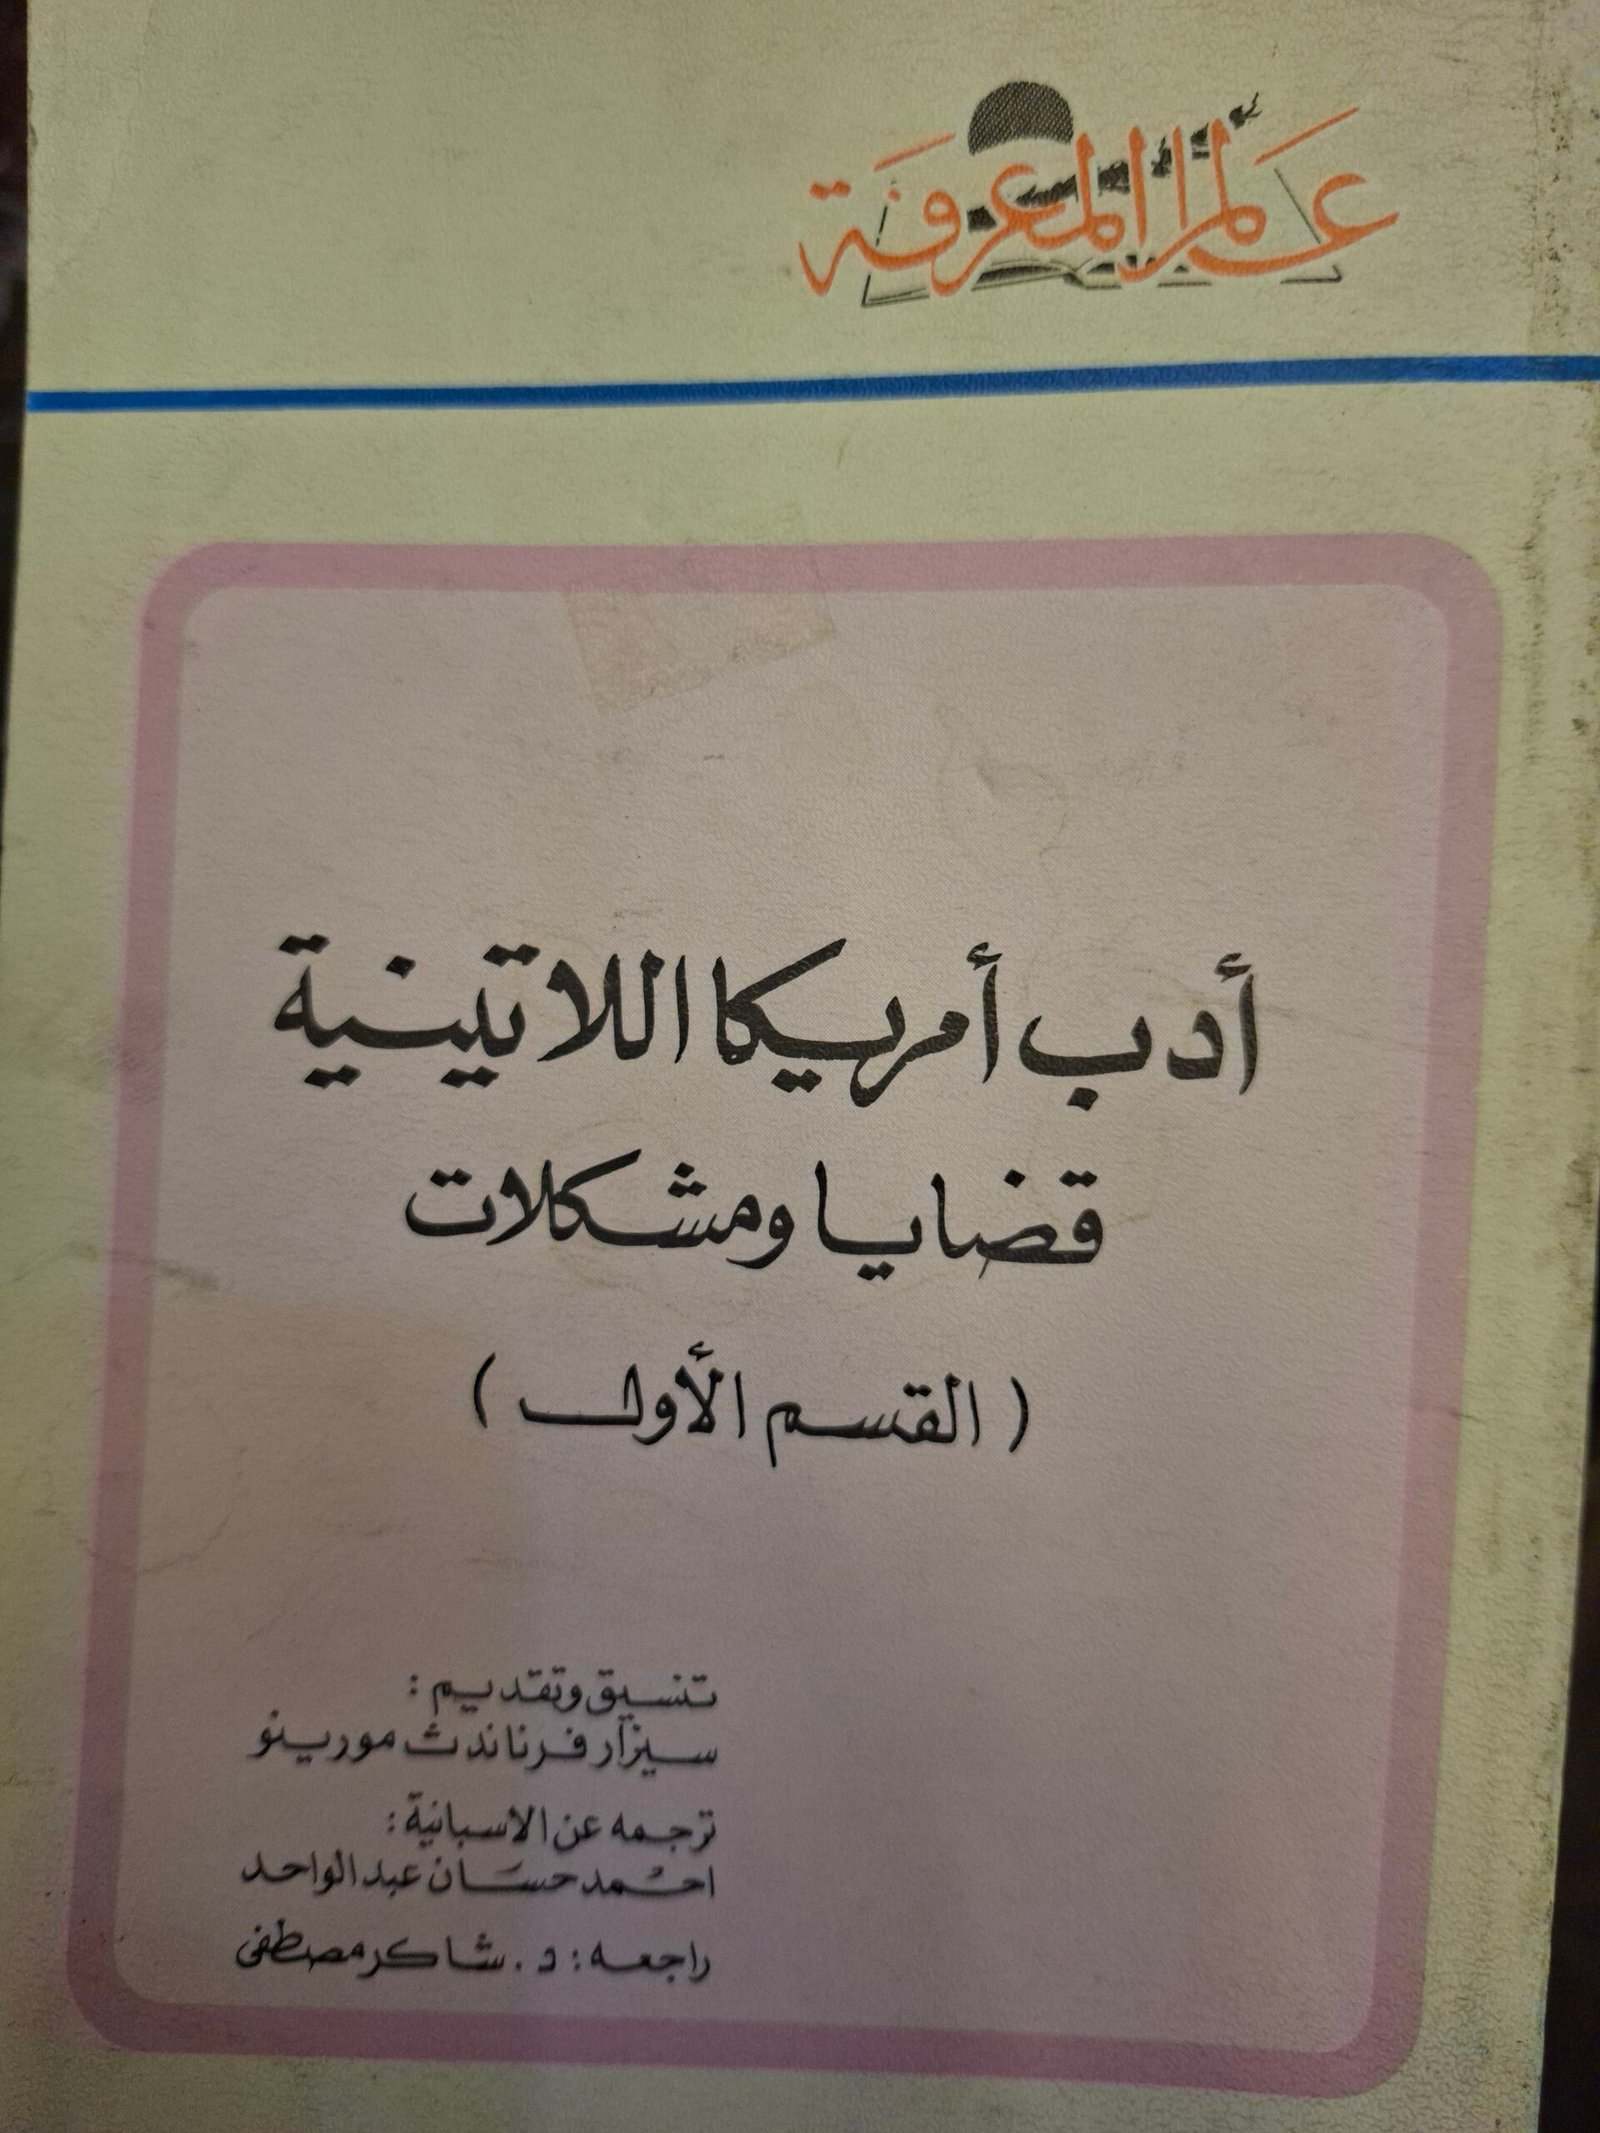 عالم المعرفة
أدب أمريكا اللاتينية
قضايا ومشكلات
( القسم الأول )
تنسيق وتقديم :
سيزار فرناندث مورينو
ترجمه عن الاسبانية :
احمد حسان عبد الواحد
راجعه : د . شاكر مصطفى